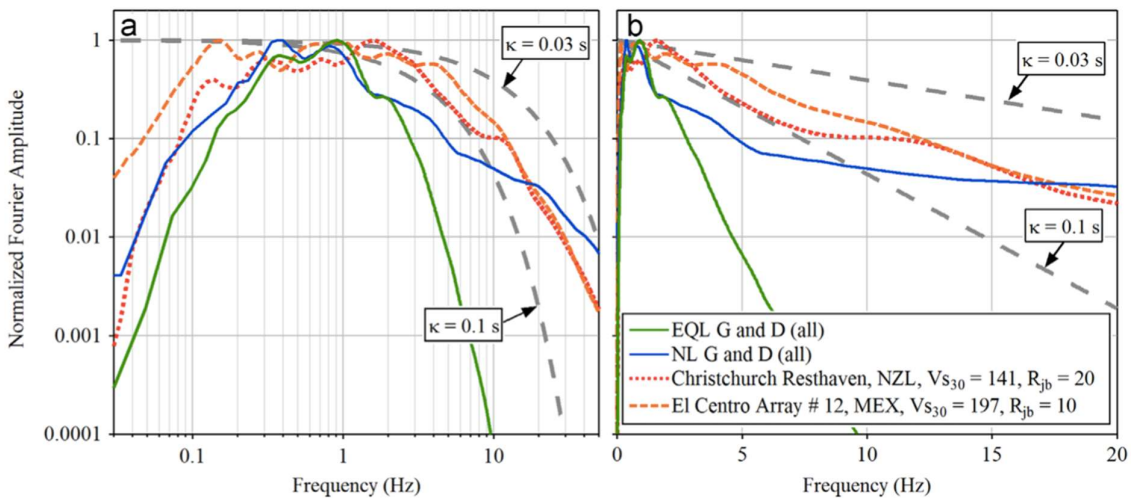 a
b
Normalized Fourier Amplitude
1
0.1
0.01
0.001
0.0001
κ = 0.03 s
κ = 0.1 s
0.1
1
10
Frequency (Hz)
κ = 0.03 s
κ = 0.1 s
EQL G and D (all)
NL G and D (all)
Christchurch Resthaven, NZL, Vs30 = 141, Rjb = 20
El Centro Array # 12, MEX, Vs30 = 197, Rjb = 10
0
5
10
15
20
Frequency (Hz)